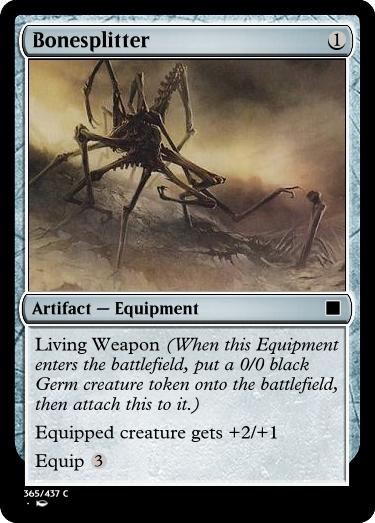 Bonesplitter 1
Artifact — Equipment
Living Weapon (When this Equipment
enters the battlefield, put a 0/0 black
Germ creature token onto the battlefield,
then attach this to it.)
Equipped creature gets +2/+1
Equip 3
365/437 C